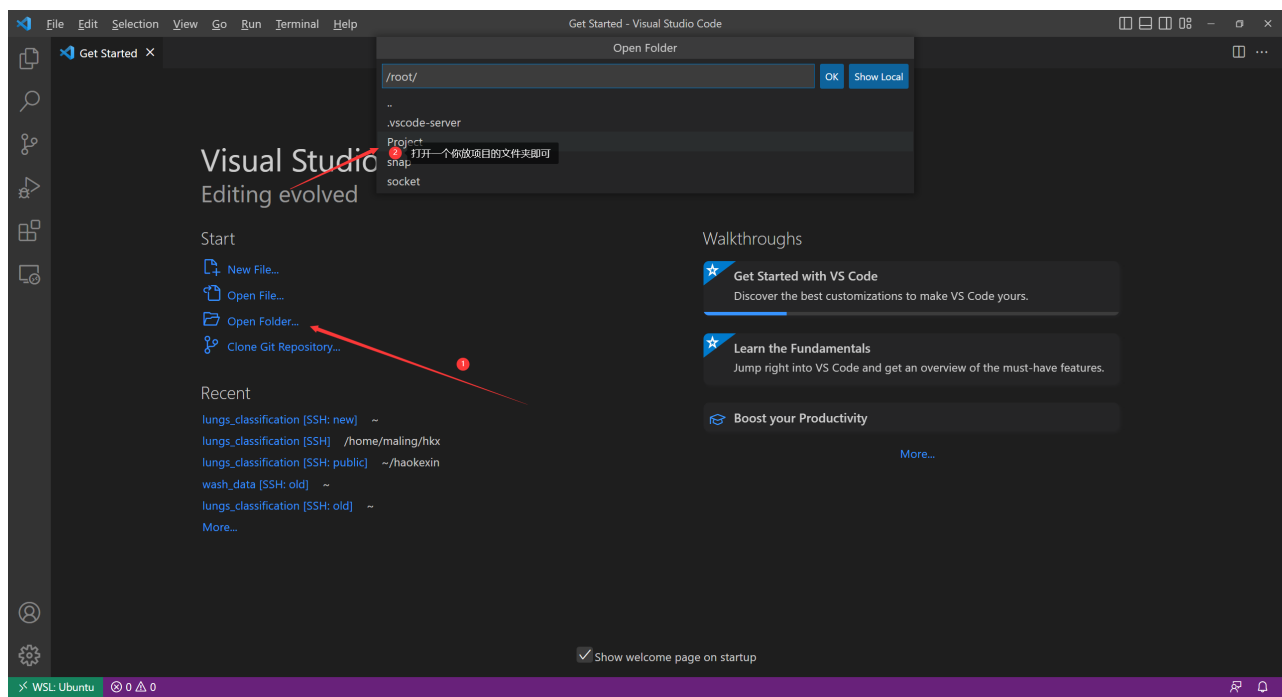 File Edit Selection View Go Run Terminal Help
Get Started - Visual Studio Code
Get Started
Open Folder
/root/
OK
Show Local
..
.vscode-server
Project
2 打开一个你放项目的文件夹即可
snap
socket
Visual Studio
Editing evolved
Start
New File...
Open File...
Open Folder...
Clone Git Repository...
1
Recent
lungs_classification [SSH: new] ~
lungs_classification [SSH] /home/maling/hkx
lungs_classification [SSH: public] ~/haokexin
wash_data [SSH: old] ~
lungs_classification [SSH: old] ~
More...
Walkthroughs
Get Started with VS Code
Discover the best customizations to make VS Code yours.
Learn the Fundamentals
Jump right into VS Code and get an overview of the must-have features.
Boost your Productivity
More...
Show welcome page on startup
WSL: Ubuntu
0
0